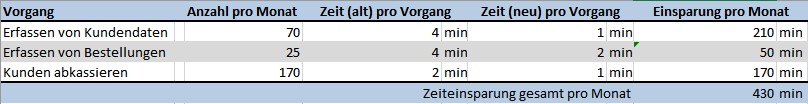 Vorgang Anzahl pro Monat Zeit (alt) pro Vorgang Zeit (neu) pro Vorgang Einsparung pro Monat
Erfassen von Kundendaten 70 4 min 1 min 210 min
Erfassen von Bestellungen 25 4 min 2 min 50 min
Kunden abkassieren 170 2 min 1 min 170 min
Zeiteinsparung gesamt pro Monat 430 min